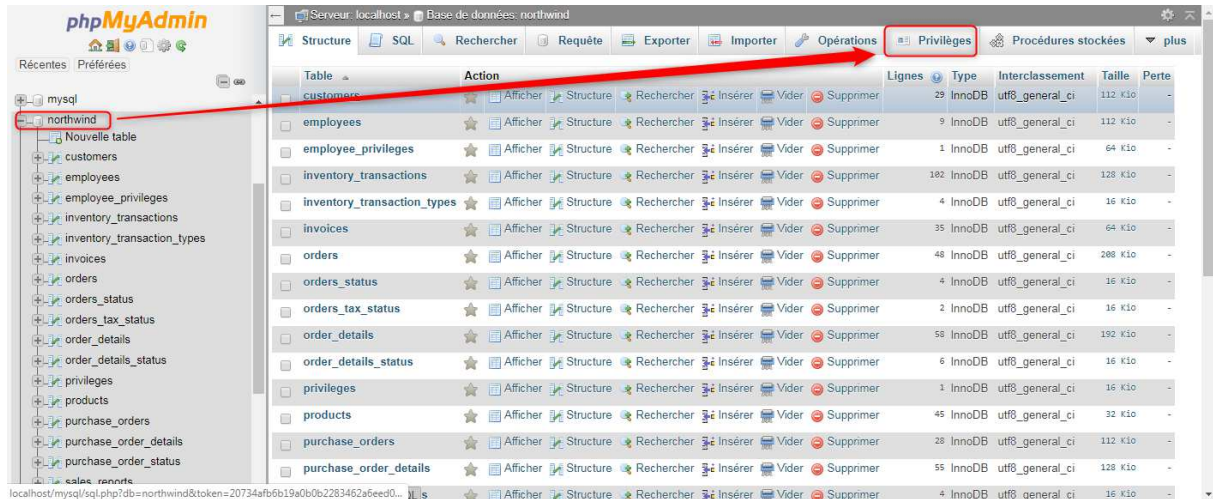 phpMyAdmin
Récentes Préférées
mysql
northwind
Nouvelle table
customers
employees
employee_privileges
inventory_transactions
inventory_transaction_types
invoices
orders
orders_status
orders_tax_status
order_details
order_details_status
privileges
products
purchase_orders
purchase_order_details
purchase_order_status
sales_reports
Serveur: localhost » Base de données: northwind
Structure SQL Rechercher Requête Exporter Importer Opérations Privilèges Procédures stockées plus
Table Action Lignes Type Interclassement Taille Perte
customers Afficher Structure Rechercher Insérer Vider Supprimer 29 InnoDB utf8_general_ci 112 Kio -
employees Afficher Structure Rechercher Insérer Vider Supprimer 9 InnoDB utf8_general_ci 112 Kio -
employee_privileges Afficher Structure Rechercher Insérer Vider Supprimer 1 InnoDB utf8_general_ci 64 Kio -
inventory_transactions Afficher Structure Rechercher Insérer Vider Supprimer 102 InnoDB utf8_general_ci 128 Kio -
inventory_transaction_types Afficher Structure Rechercher Insérer Vider Supprimer 4 InnoDB utf8_general_ci 16 Kio -
invoices Afficher Structure Rechercher Insérer Vider Supprimer 35 InnoDB utf8_general_ci 64 Kio -
orders Afficher Structure Rechercher Insérer Vider Supprimer 48 InnoDB utf8_general_ci 208 Kio -
orders_status Afficher Structure Rechercher Insérer Vider Supprimer 4 InnoDB utf8_general_ci 16 Kio -
orders_tax_status Afficher Structure Rechercher Insérer Vider Supprimer 2 InnoDB utf8_general_ci 16 Kio -
order_details Afficher Structure Rechercher Insérer Vider Supprimer 58 InnoDB utf8_general_ci 192 Kio -
order_details_status Afficher Structure Rechercher Insérer Vider Supprimer 6 InnoDB utf8_general_ci 16 Kio -
privileges Afficher Structure Rechercher Insérer Vider Supprimer 1 InnoDB utf8_general_ci 16 Kio -
products Afficher Structure Rechercher Insérer Vider Supprimer 45 InnoDB utf8_general_ci 32 Kio -
purchase_orders Afficher Structure Rechercher Insérer Vider Supprimer 28 InnoDB utf8_general_ci 112 Kio -
purchase_order_details Afficher Structure Rechercher Insérer Vider Supprimer 55 InnoDB utf8_general_ci 128 Kio -
Afficher Structure Rechercher Insérer Vider Supprimer 4 InnoDB utf8_general_ci 16 Kio -
localhost/mysql/sql.php?db=northwind&token=20734afb6b19a0b0b2283462a6eed0...